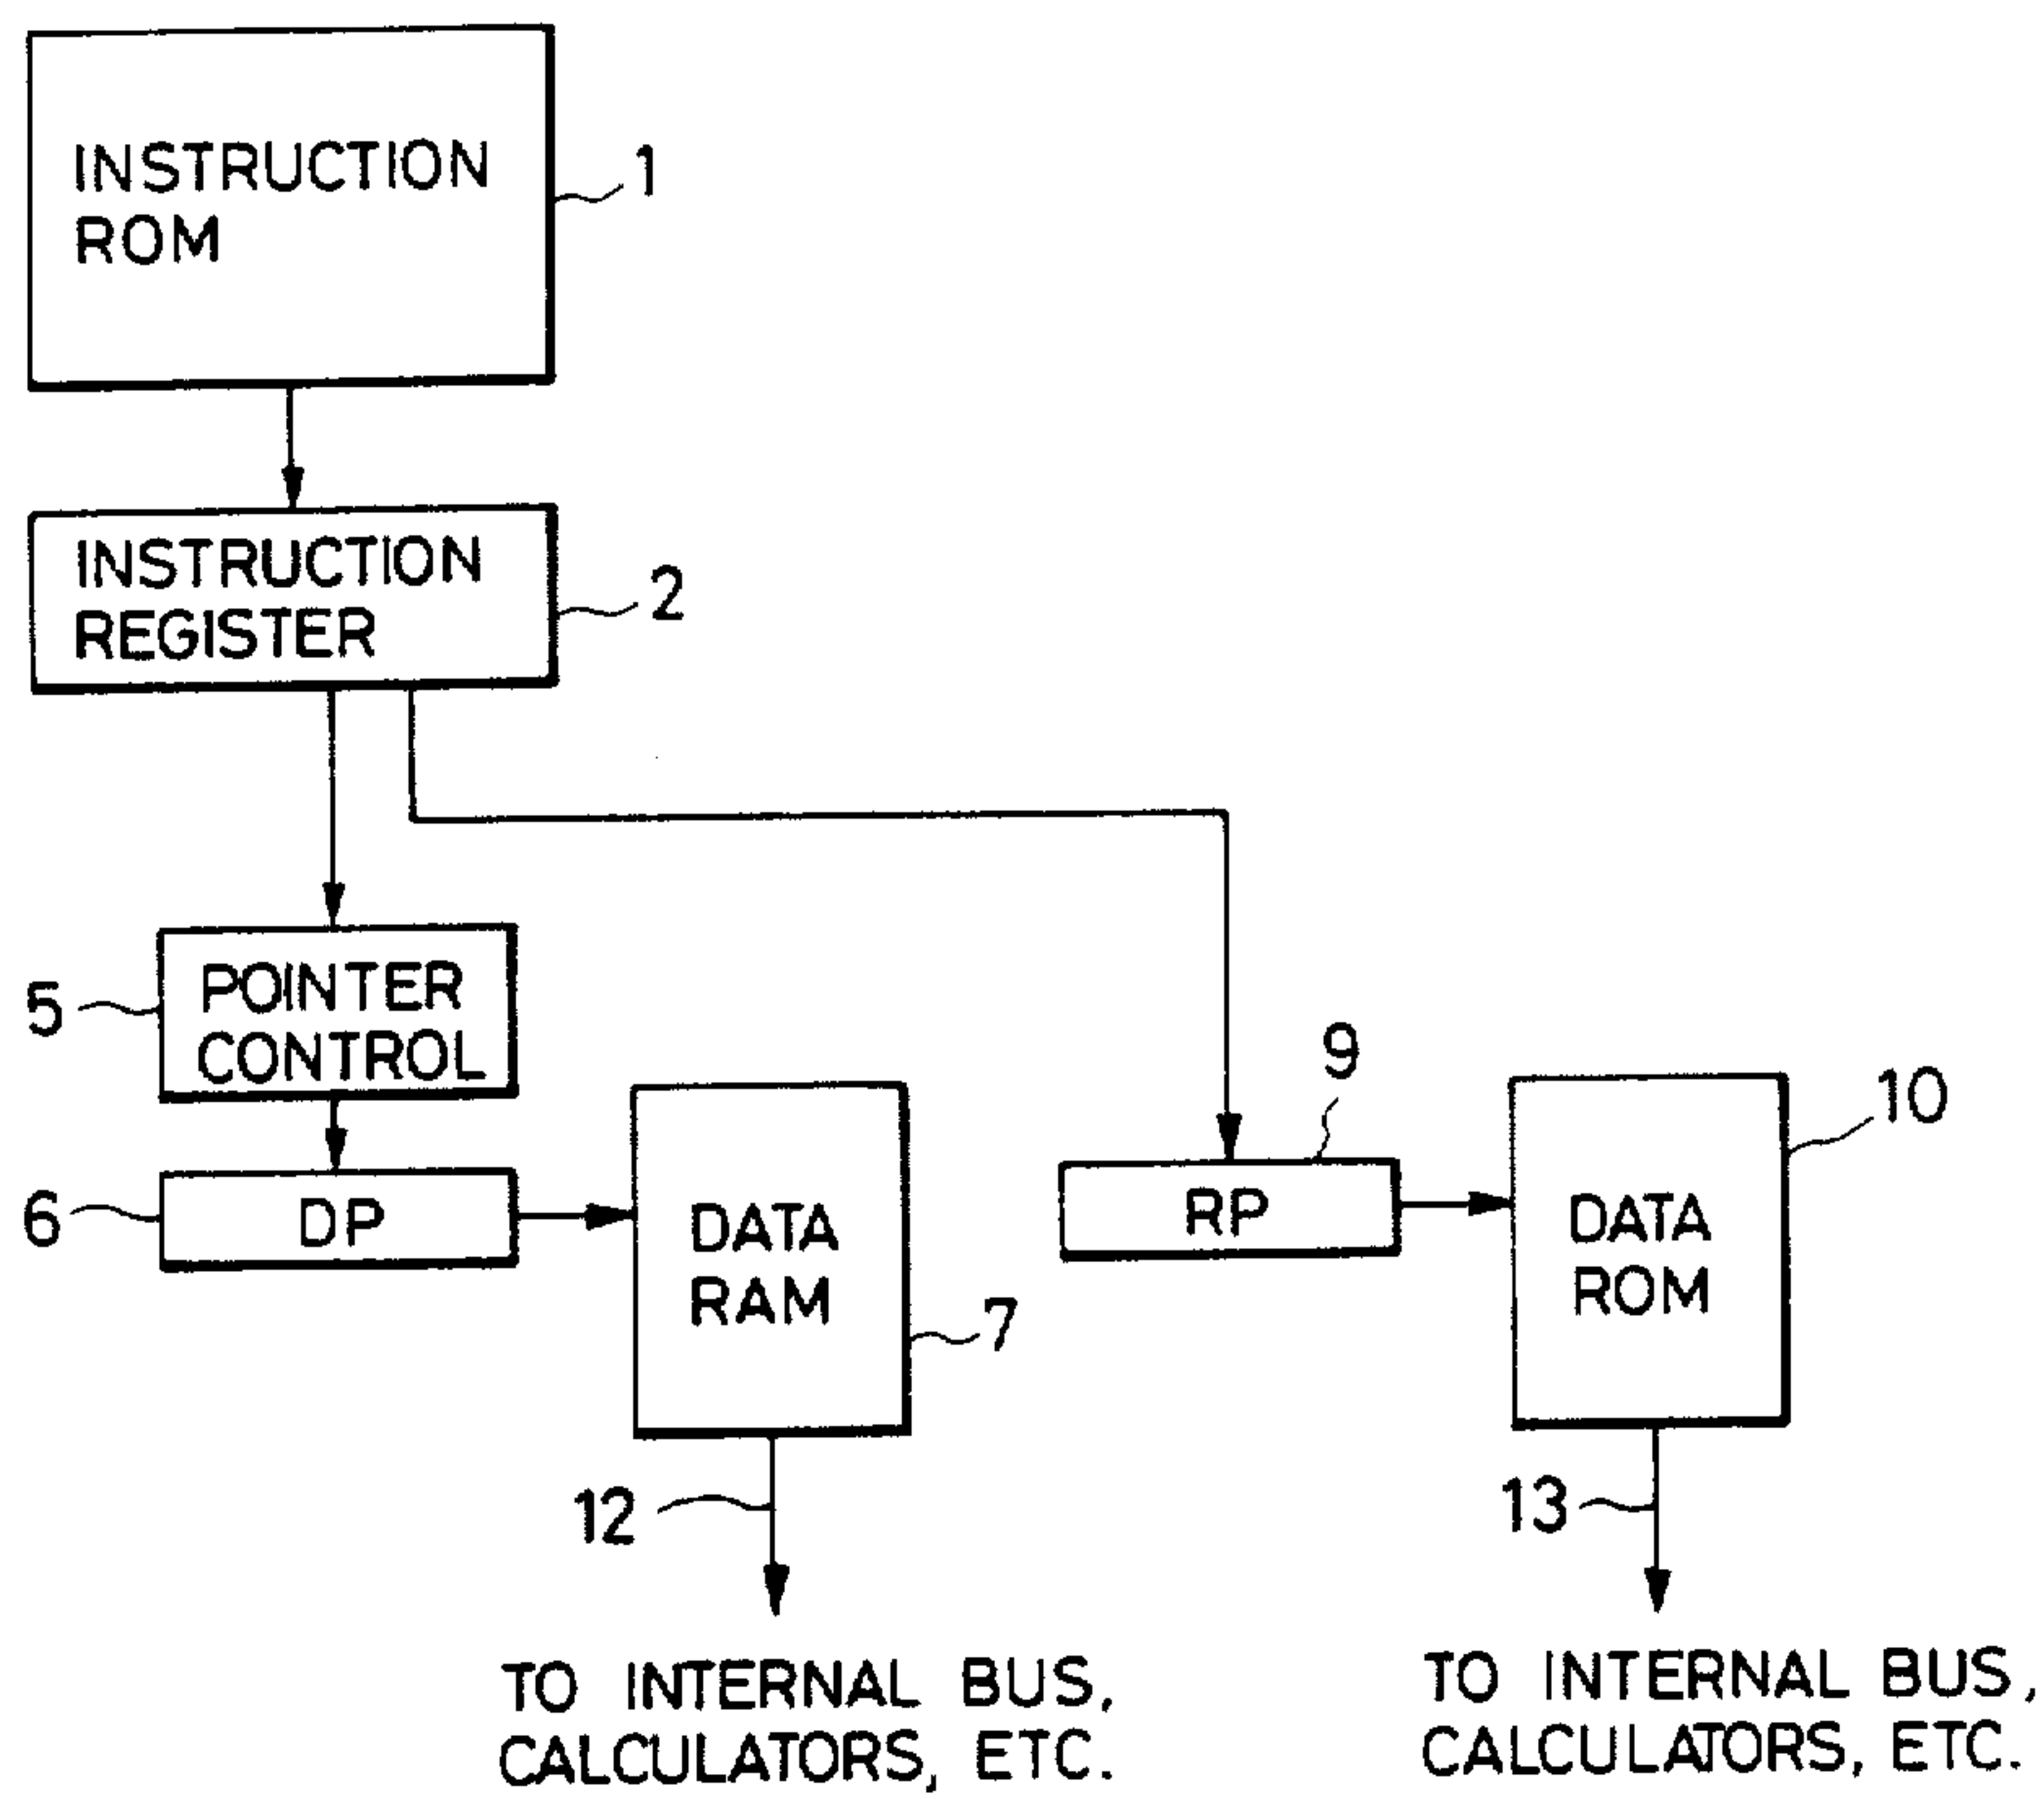 INSTRUCTION
ROM
1
INSTRUCTION
REGISTER
2
5
POINTER
CONTROL
6
DP
DATA
RAM
7
9
RP
10
DATA
ROM
12
13
TO INTERNAL BUS,
CALCULATORS, ETC.
TO INTERNAL BUS,
CALCULATORS, ETC.